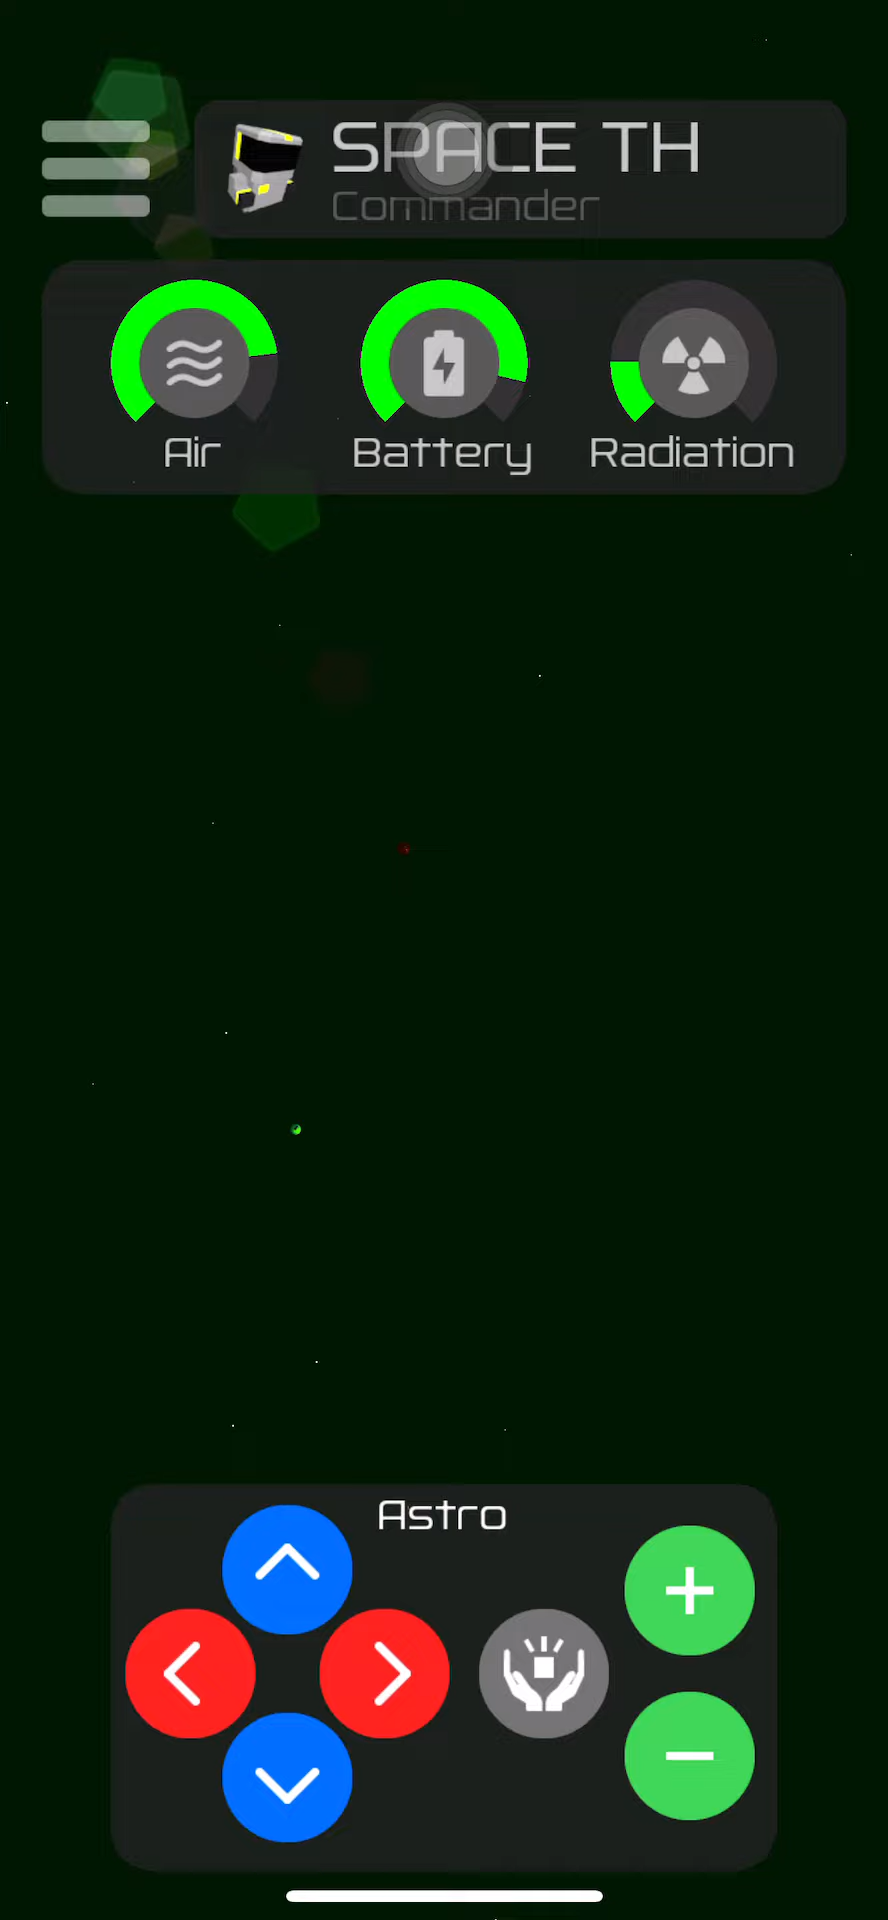 SPACE TH
Commander
Air
Battery
Radiation
Astro